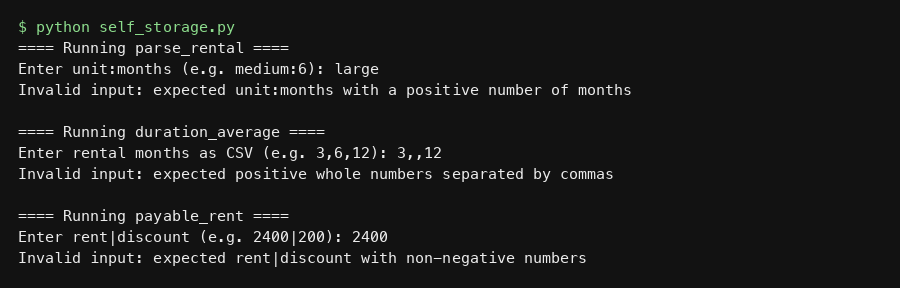 $ python self_storage.py
==== Running parse_rental ====
Enter unit:months (e.g. medium:6): large
Invalid input: expected unit:months with a positive number of months
==== Running duration_average ====
Enter rental months as CSV (e.g. 3,6,12): 3,,12
Invalid input: expected positive whole numbers separated by commas
==== Running payable_rent ====
Enter rent|discount (e.g. 2400|200): 2400
Invalid input: expected rent|discount with non-negative numbers